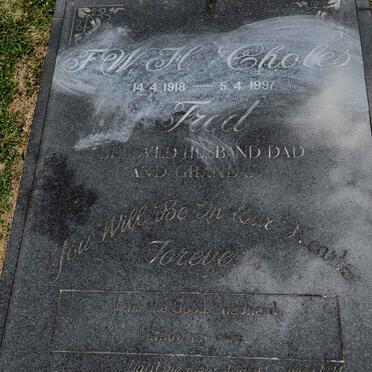 F W H Choles
14.4.1918 — 5.4.1997
Fred
BELOVED HUSBAND DAD
AND GRANDAD
You Will Be In Our Hearts
Forever
I am the Good Shepherd